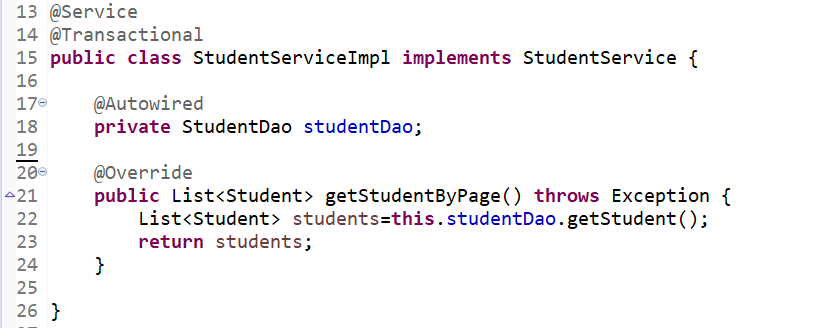 13 @Service
14 @Transactional
15 public class StudentServiceImpl implements StudentService {
16
17 @Autowired
18 private StudentDao studentDao;
19
20 @Override
21 public List<Student> getStudentByPage() throws Exception {
22 List<Student> students=this.studentDao.getStudent();
23 return students;
24 }
25
26 }